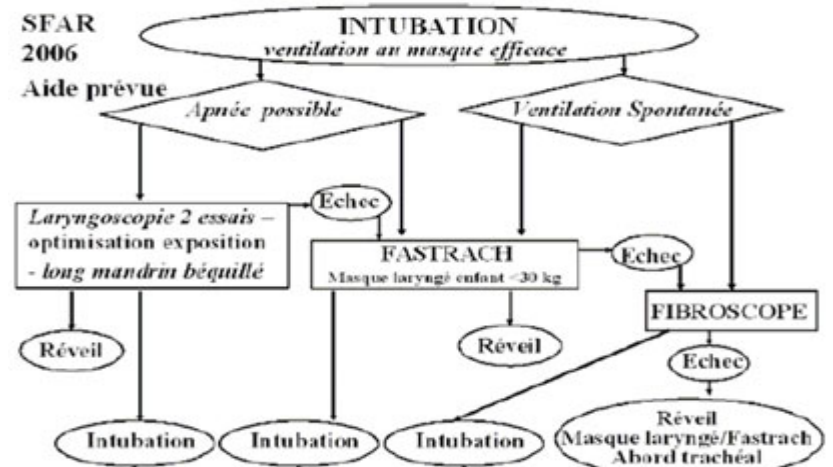 SFAR
2006
Aide prévue
INTUBATION
ventilation au masque efficace
Apnée possible
Ventilation Spontanée
Laryngoscopie 2 essais –
optimisation exposition
- long mandrin béquillé
Echec
FASTRACH
Masque laryngé enfant <30 kg
Echec
FIBROSCOPE
Réveil
Réveil
Echec
Intubation
Intubation
Intubation
Réveil
Masque laryngé/Fastrach
Abord trachéal